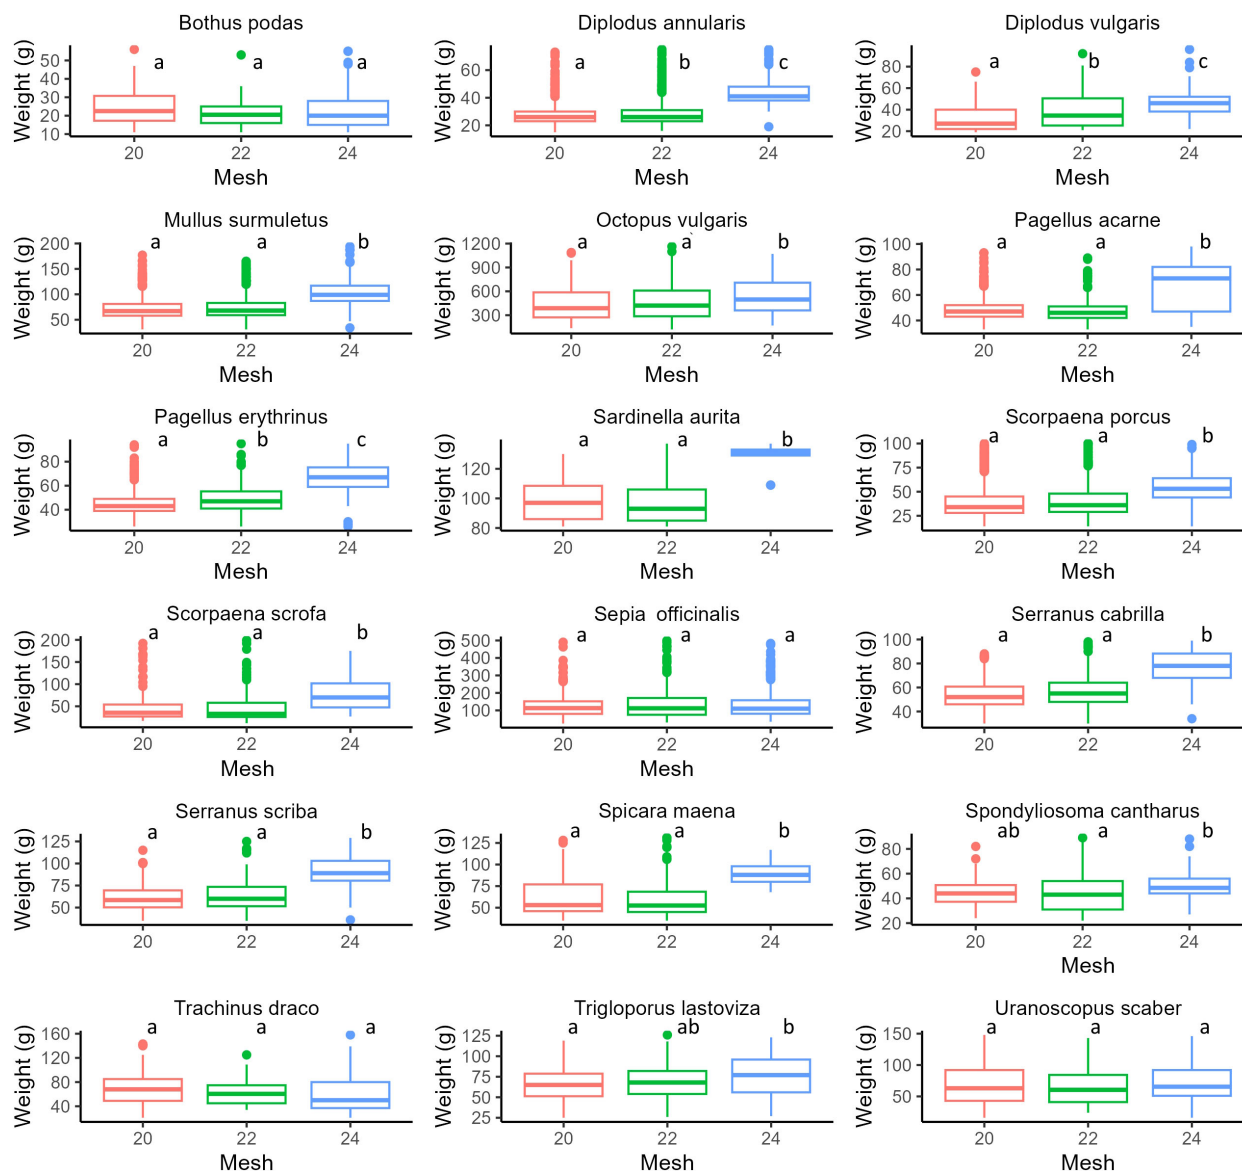 Bothus podas
Weight (g)
50
40
30
20
10
a
a
a
20
22
24
Mesh
Diplodus annularis
Weight (g)
60
40
20
a
b
c
20
22
24
Mesh
Diplodus vulgaris
Weight (g)
80
60
40
20
a
b
c
20
22
24
Mesh
Mullus surmuletus
Weight (g)
200
150
100
50
a
a
b
20
22
24
Mesh
Octopus vulgaris
Weight (g)
1200
900
600
300
a
a
b
20
22
24
Mesh
Pagellus acarne
Weight (g)
100
80
60
40
a
a
b
20
22
24
Mesh
Pagellus erythrinus
Weight (g)
80
60
40
a
b
c
20
22
24
Mesh
Sardinella aurita
Weight (g)
120
100
80
a
a
b
20
22
24
Mesh
Scorpaena porcus
Weight (g)
100
75
50
25
a
a
b
20
22
24
Mesh
Scorpaena scrofa
Weight (g)
200
150
100
50
a
a
b
20
22
24
Mesh
Sepia officinalis
Weight (g)
500
400
300
200
100
a
a
a
20
22
24
Mesh
Serranus cabrilla
Weight (g)
100
80
60
40
a
a
b
20
22
24
Mesh
Serranus scriba
Weight (g)
125
100
75
50
a
a
b
20
22
24
Spicara maena
Weight (g)
125
100
75
50
a
a
b
20
22
24
Spondyliosoma cantharus
Weight (g)
80
60
40
20
ab
a
b
20
22
24
Mesh
Trachinus draco
Weight (g)
160
120
80
40
a
a
a
20
22
24
Mesh
Trigloporus lastoviza
Weight (g)
125
100
75
50
25
a
ab
b
20
22
24
Mesh
Uranoscopus scaber
Weight (g)
150
100
50
a
a
a
20
22
24
Mesh